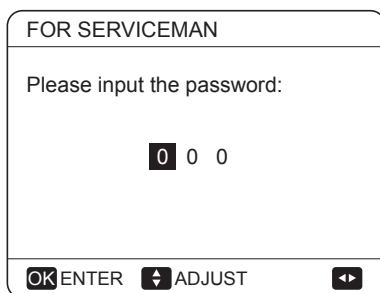 FOR SERVICEMAN
Please input the password:
0 0 0
OK ENTER ADJUST